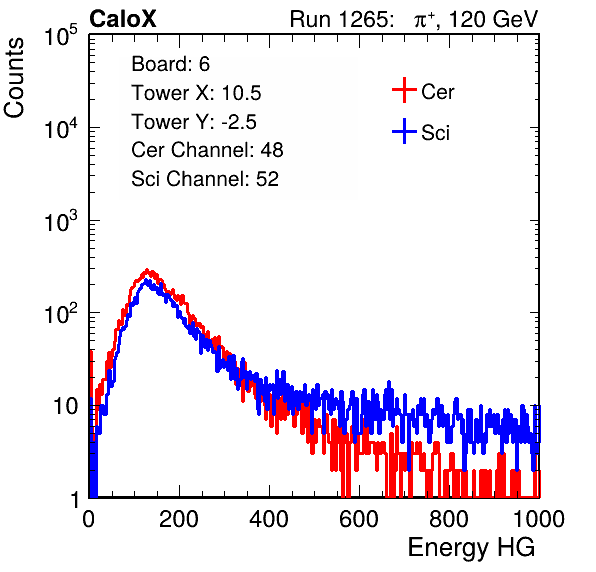 CaloX Run 1265: π⁺, 120 GeV
Counts
10⁵
10⁴
10³
10²
10
1
Board: 6
Tower X: 10.5
Tower Y: -2.5
Cer Channel: 48
Sci Channel: 52
Cer
Sci
0 200 400 600 800 1000
Energy HG